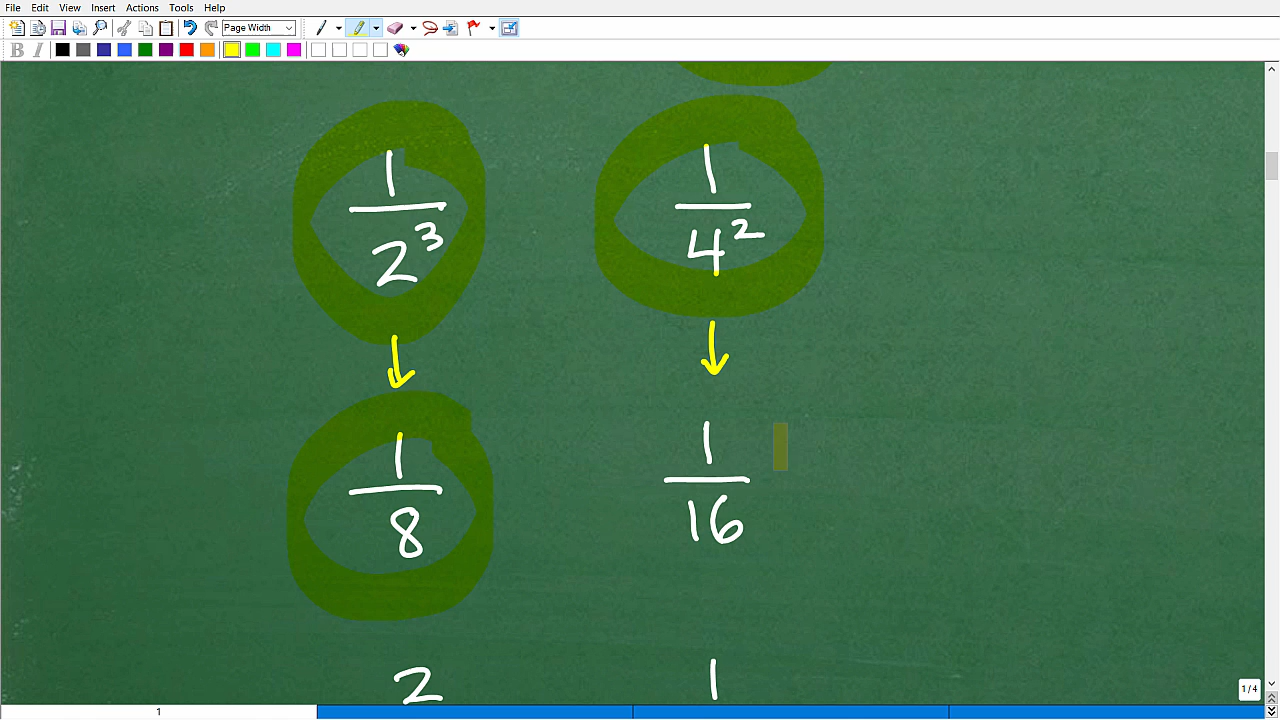 File Edit View Insert Actions Tools Help
Page Width
B I
1 1
2³ 4²
1 1
8 16
2 1
1/4
1